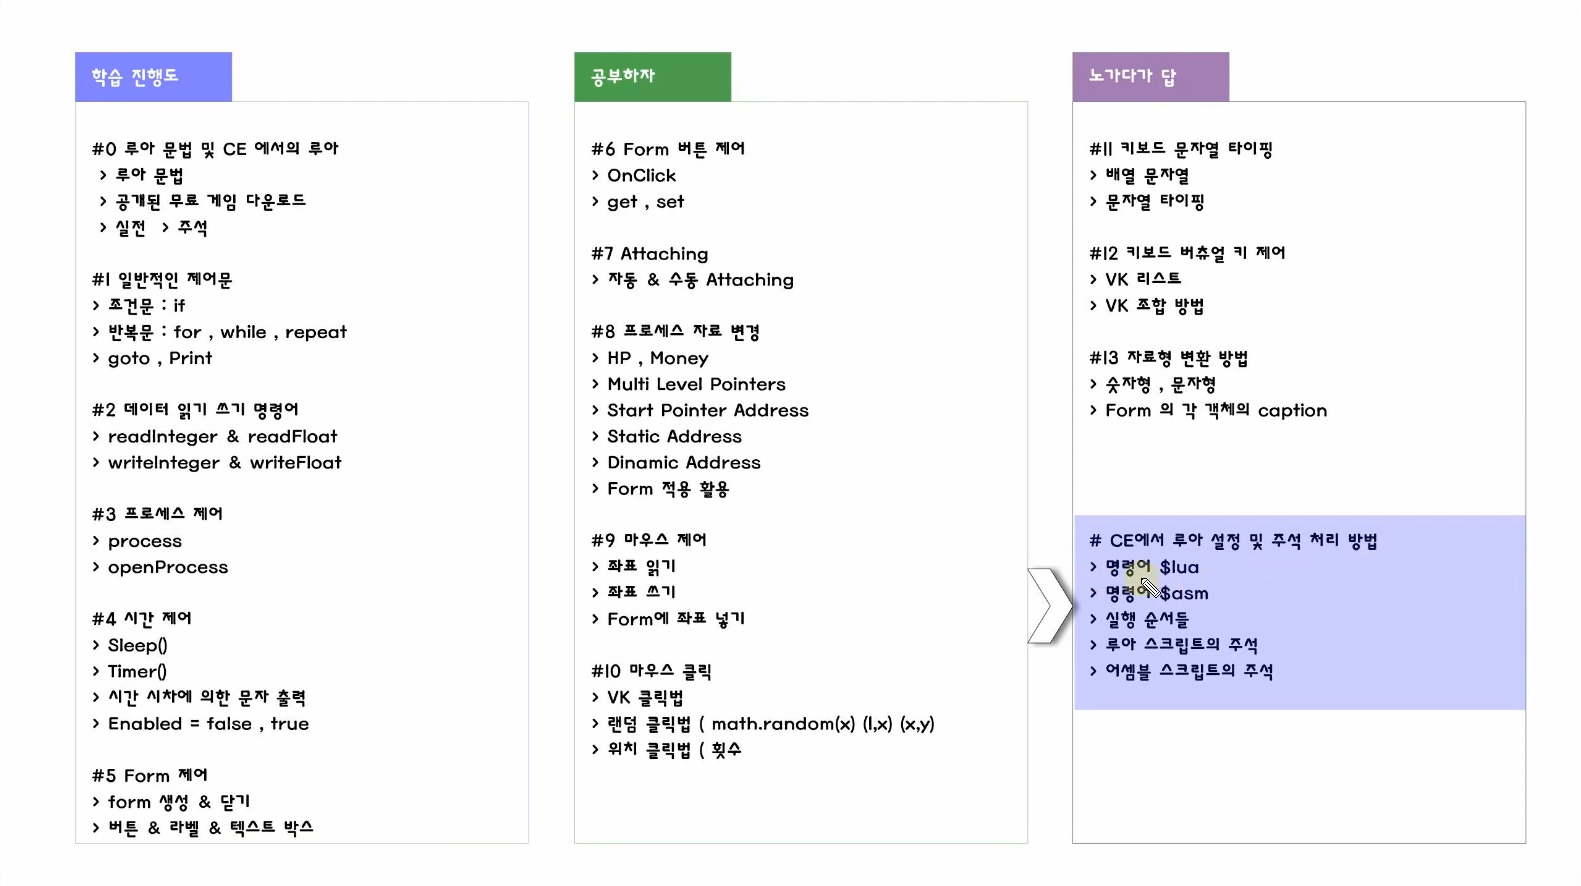 학습 진행도
#0 루아 문법 및 CE 에서의 루아
> 루아 문법
> 공개된 무료 게임 다운로드
> 실전 > 주석
#1 일반적인 제어문
> 조건문 : if
> 반복문 : for , while , repeat
> goto , Print
#2 데이터 읽기 쓰기 명령어
> readInteger & readFloat
> writeInteger & writeFloat
#3 프로세스 제어
> process
> openProcess
#4 시간 제어
> Sleep()
> Timer()
> 시간 시차에 의한 문자 출력
> Enabled = false , true
#5 Form 제어
> form 생성 & 닫기
> 버튼 & 라벨 & 텍스트 박스
공부하자
#6 Form 버튼 제어
> OnClick
> get , set
#7 Attaching
> 자동 & 수동 Attaching
#8 프로세스 자료 변경
> HP , Money
> Multi Level Pointers
> Start Pointer Address
> Static Address
> Dinamic Address
> Form 적용 활용
#9 마우스 제어
> 좌표 읽기
> 좌표 쓰기
> Form에 좌표 넣기
#10 마우스 클릭
> VK 클릭법
> 랜덤 클릭법 ( math.random(x) (1,x) (x,y)
> 위치 클릭법 ( 횟수
노가다가 답
#11 키보드 문자열 타이핑
> 배열 문자열
> 문자열 타이핑
#12 키보드 버츄얼 키 제어
> VK 리스트
> VK 조합 방법
#13 자료형 변환 방법
> 숫자형 , 문자형
> Form 의 각 객체의 caption
# CE에서 루아 설정 및 주석 처리 방법
> 명령어 $lua
> 명령어 $asm
> 실행 순서들
> 루아 스크립트의 주석
> 어셈블 스크립트의 주석